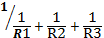 1/ 1/R1 + 1/R2 + 1/R3